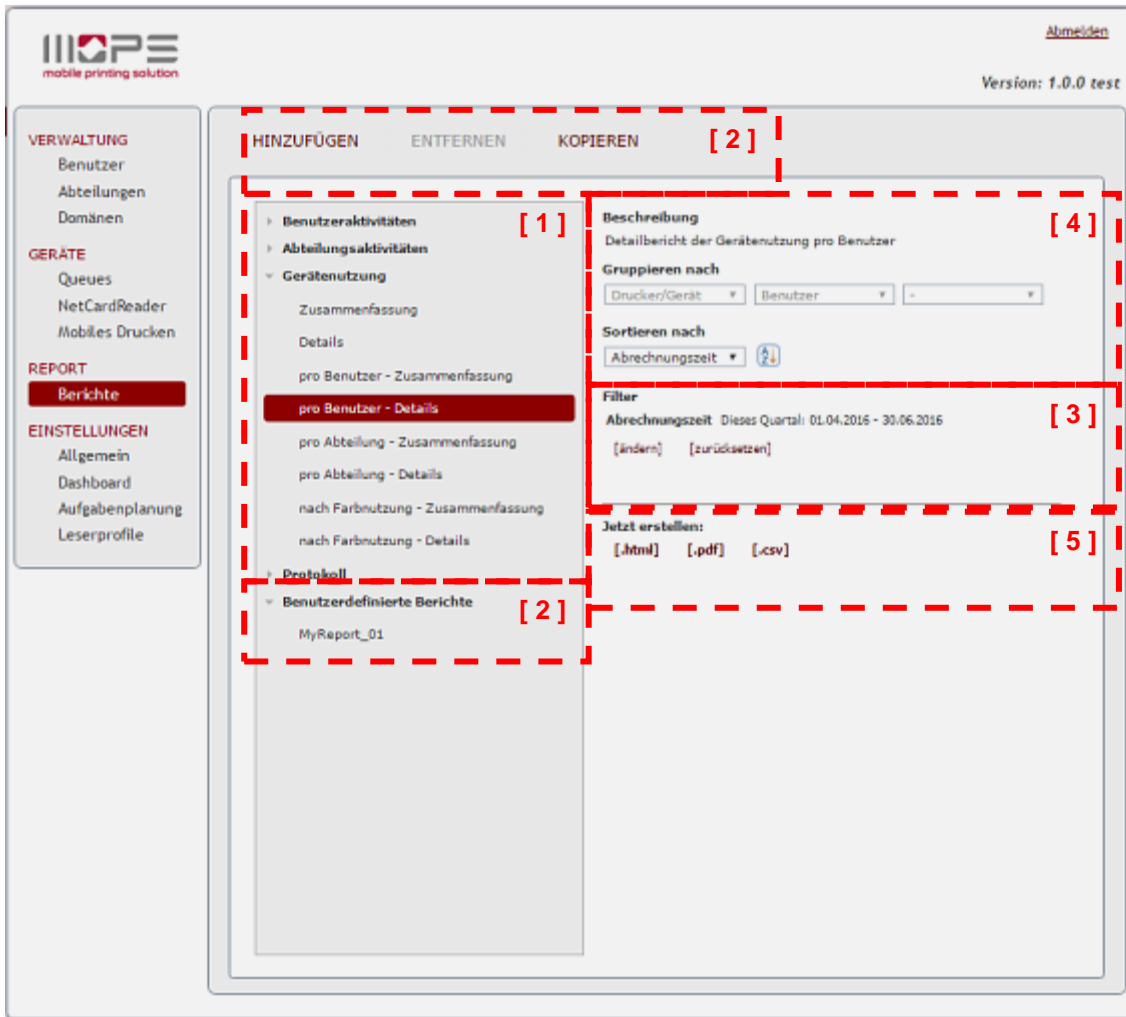 Abmelden
MOPS
mobile printing solution
Version: 1.0.0 test
VERWALTUNG
Benutzer
Abteilungen
Domänen
GERÄTE
Queues
NetCardReader
Mobiles Drucken
REPORT
Berichte
EINSTELLUNGEN
Allgemein
Dashboard
Aufgabenplanung
Leserprofile
HINZUFÜGEN ENTFERNEN KOPIEREN [ 2 ]
[ 1 ]
Benutzeraktivitäten
Abteilungsaktivitäten
Gerätenutzung
Zusammenfassung
Details
pro Benutzer - Zusammenfassung
pro Benutzer - Details
pro Abteilung - Zusammenfassung
pro Abteilung - Details
nach Farbnutzung - Zusammenfassung
nach Farbnutzung - Details
Protokoll
Benutzerdefinierte Berichte [ 2 ]
MyReport_01
Beschreibung [ 4 ]
Detailbericht der Gerätenutzung pro Benutzer
Gruppieren nach
Drucker/Gerät Benutzer -
Sortieren nach
Abrechnungszeit A Z
Filter [ 3 ]
Abrechnungszeit Dieses Quartal: 01.04.2016 - 30.06.2016
[ändern] [zurücksetzen]
Jetzt erstellen: [ 5 ]
[.html] [.pdf] [.csv]